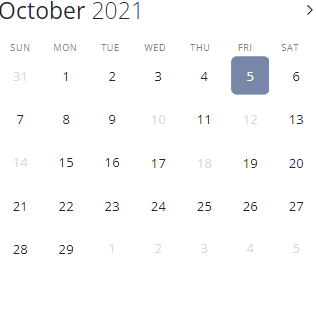 October 2021
SUN MON TUE WED THU FRI SAT
31 1 2 3 4 5 6
7 8 9 10 11 12 13
14 15 16 17 18 19 20
21 22 23 24 25 26 27
28 29 1 2 3 4 5